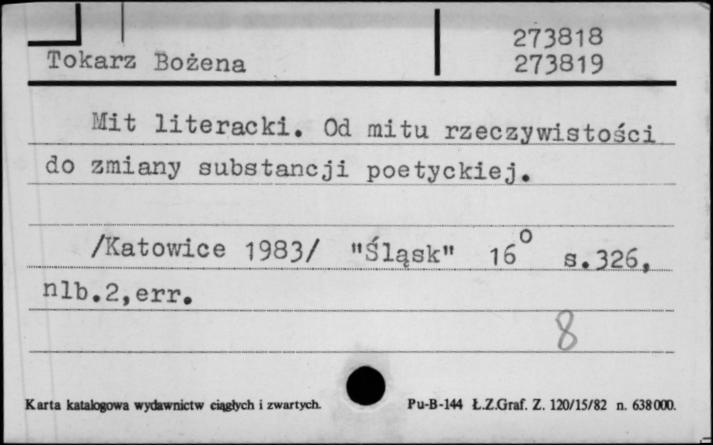 273818
Tokarz Bożena 273819
Mit literacki. Od mitu rzeczywistości
do zmiany substancji poetyckiej.
/Katowice 1983/ "Śląsk" 16° s.326,
nlb.2,err.
8
Karta katalogowa wydawnictw ciągłych i zwartych. Pu-B-144 Ł.Z.Graf. Z. 120/15/82 n. 638000.